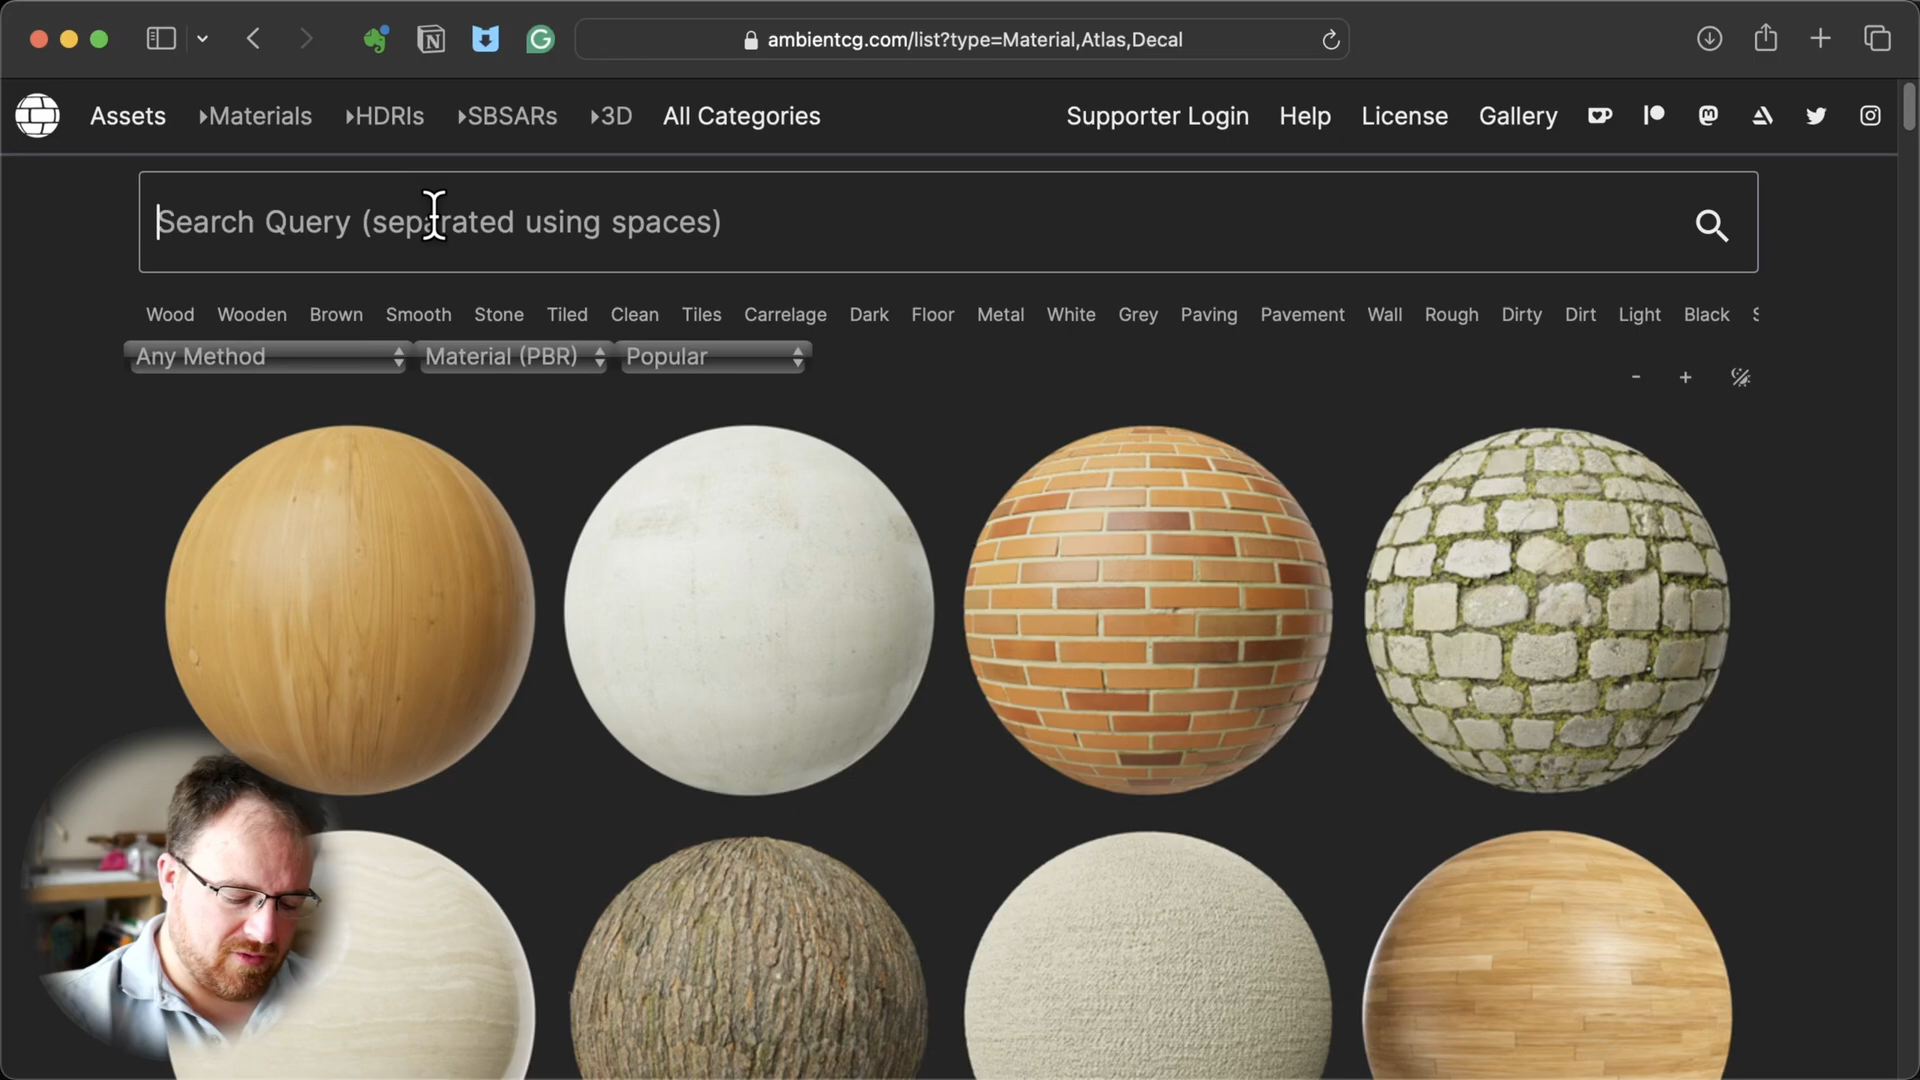 ambientcg.com/list?type=Material,Atlas,Decal
Assets Materials HDRIs SBSARs 3D All Categories Supporter Login Help License Gallery
Search Query (separated using spaces)
Wood Wooden Brown Smooth Stone Tiled Clean Tiles Carrelage Dark Floor Metal White Grey Paving Pavement Wall Rough Dirty Dirt Light Black
Any Method Material (PBR) Popular
- +